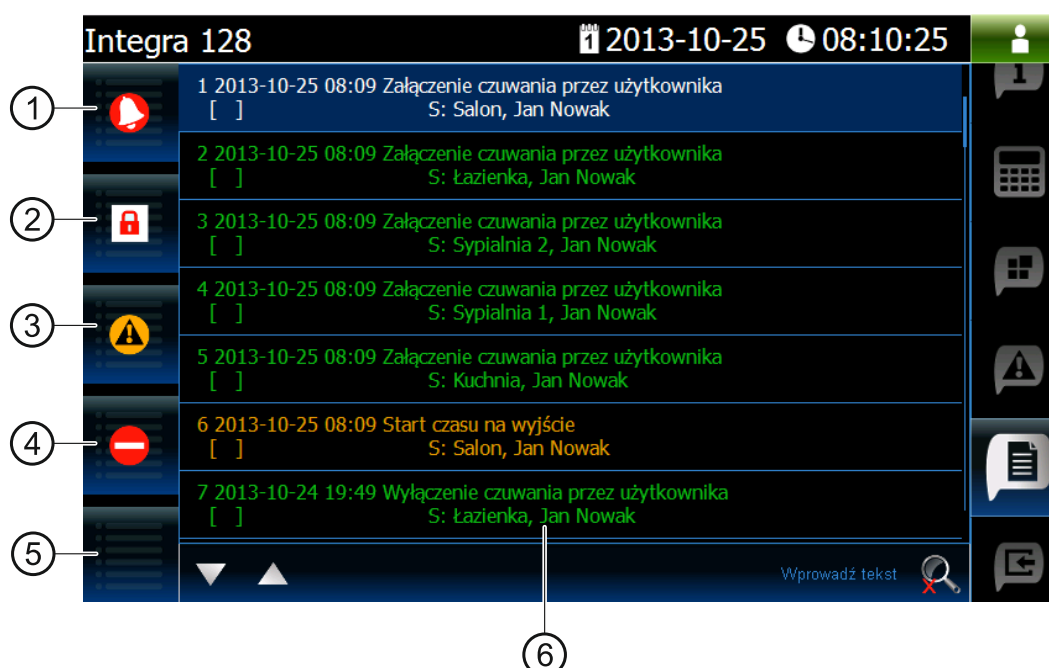 Integra 128
1 2013-10-25 08:10:25
1
1 2013-10-25 08:09 Załączenie czuwania przez użytkownika
[ ] S: Salon, Jan Nowak
2 2013-10-25 08:09 Załączenie czuwania przez użytkownika
[ ] S: Łazienka, Jan Nowak
3 2013-10-25 08:09 Załączenie czuwania przez użytkownika
[ ] S: Sypialnia 2, Jan Nowak
4 2013-10-25 08:09 Załączenie czuwania przez użytkownika
[ ] S: Sypialnia 1, Jan Nowak
5 2013-10-25 08:09 Załączenie czuwania przez użytkownika
[ ] S: Kuchnia, Jan Nowak
6 2013-10-25 08:09 Start czasu na wyjście
[ ] S: Salon, Jan Nowak
7 2013-10-24 19:49 Wyłączenie czuwania przez użytkownika
[ ] S: Łazienka, Jan Nowak
Wprowadź tekst
1
2
3
4
5
6